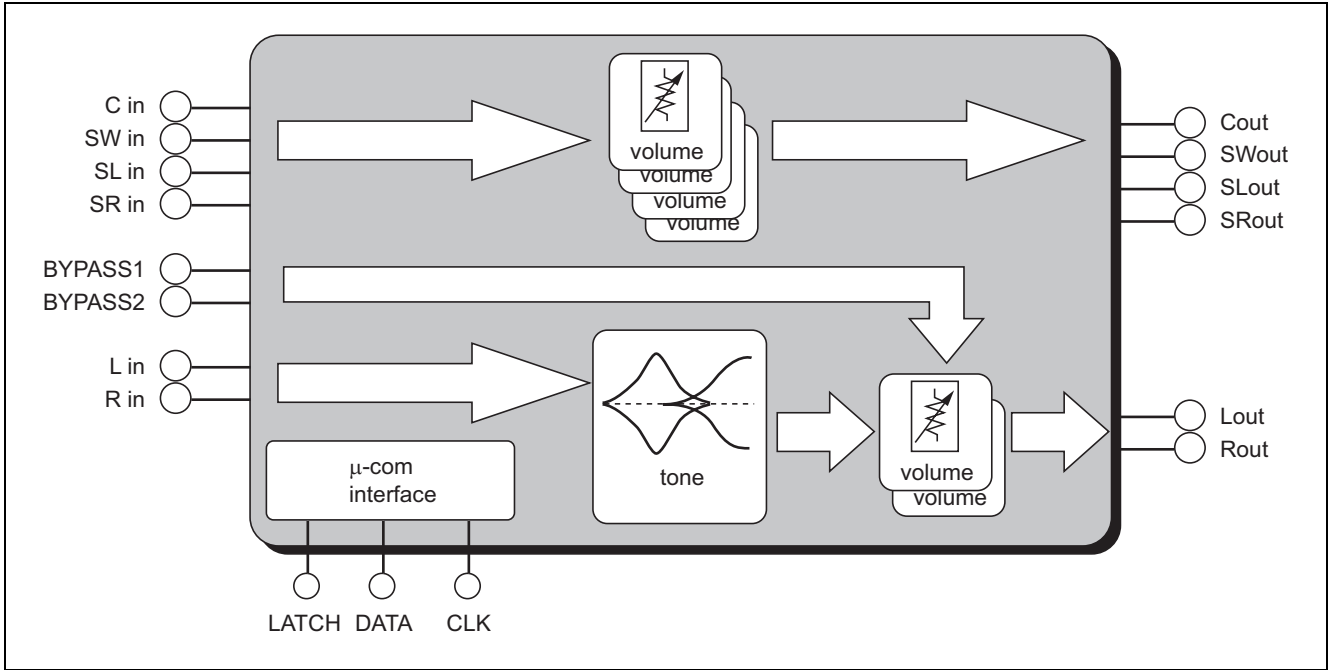 C in
SW in
SL in
SR in
BYPASS1
BYPASS2
L in
R in
volume
volume
volume
volume
Cout
SWout
SLout
SRout
tone
volume
volume
Lout
Rout
μ-com
interface
LATCH DATA CLK